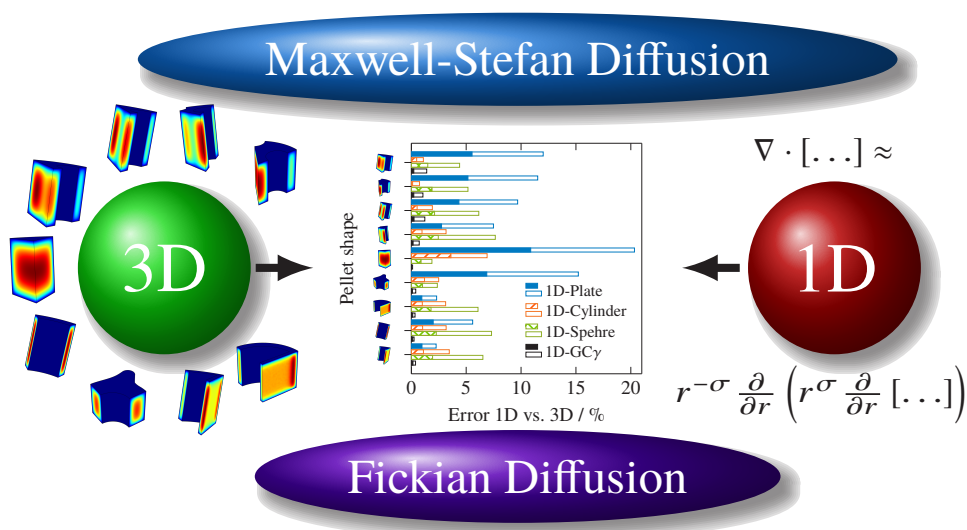 Maxwell-Stefan Diffusion
3D
Pellet shape
1D-Plate
1D-Cylinder
1D-Spehre
1D-GCγ
0 5 10 15 20
Error 1D vs. 3D / %
∇ · [. . .] ≈
1D
r^{−σ} ∂/∂r (r^σ ∂/∂r [. . .])
Fickian Diffusion